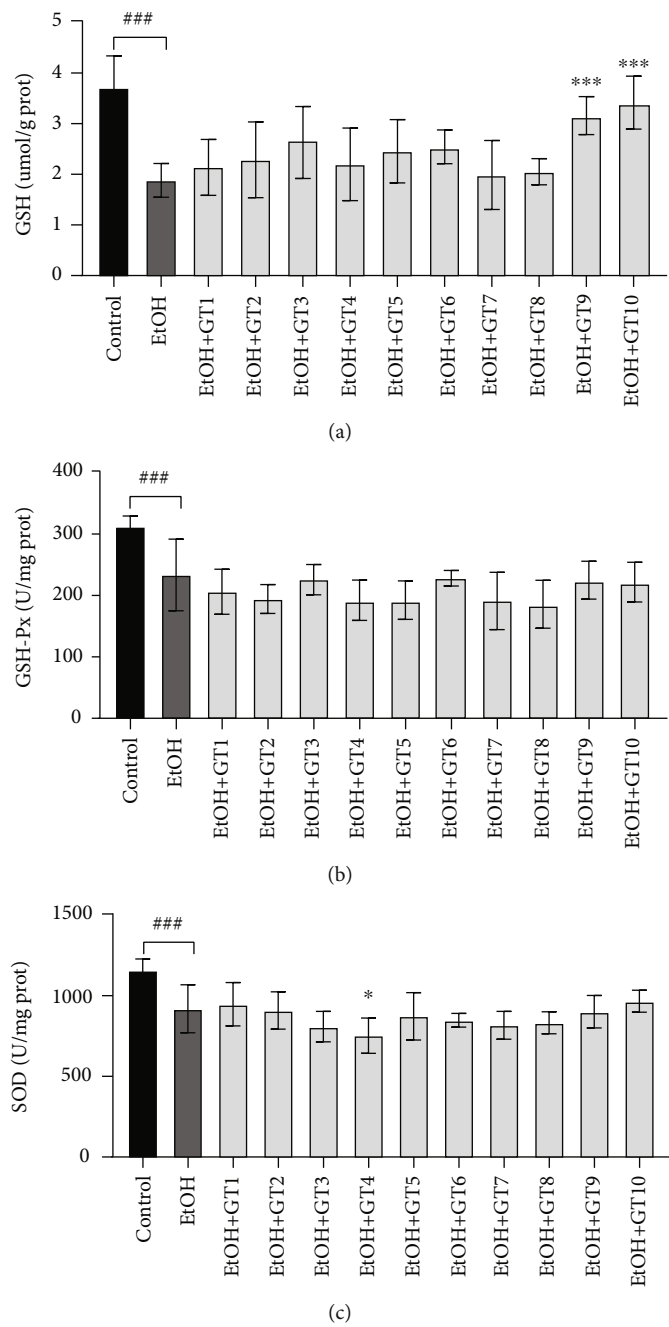 5
4
3
2
1
0
GSH (umol/g prot)
###
***
***
Control
EtOH
EtOH+GT1
EtOH+GT2
EtOH+GT3
EtOH+GT4
EtOH+GT5
EtOH+GT6
EtOH+GT7
EtOH+GT8
EtOH+GT9
EtOH+GT10
(a)
400
300
200
100
0
GSH-Px (U/mg prot)
###
Control
EtOH
EtOH+GT1
EtOH+GT2
EtOH+GT3
EtOH+GT4
EtOH+GT5
EtOH+GT6
EtOH+GT7
EtOH+GT8
EtOH+GT9
EtOH+GT10
(b)
1500
1000
500
0
SOD (U/mg prot)
###
*
Control
EtOH
EtOH+GT1
EtOH+GT2
EtOH+GT3
EtOH+GT4
EtOH+GT5
EtOH+GT6
EtOH+GT7
EtOH+GT8
EtOH+GT9
EtOH+GT10
(c)